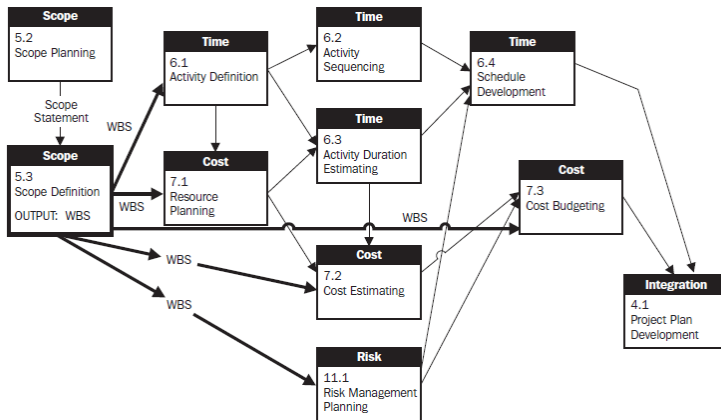 Scope
5.2
Scope Planning
Scope
Statement
Scope
5.3
Scope Definition
OUTPUT: WBS
WBS
WBS
WBS
WBS
WBS
Time
6.1
Activity Definition
Cost
7.1
Resource
Planning
Time
6.2
Activity
Sequencing
Time
6.3
Activity Duration
Estimating
Cost
7.2
Cost Estimating
Risk
11.1
Risk Management
Planning
Time
6.4
Schedule
Development
Cost
7.3
Cost Budgeting
Integration
4.1
Project Plan
Development